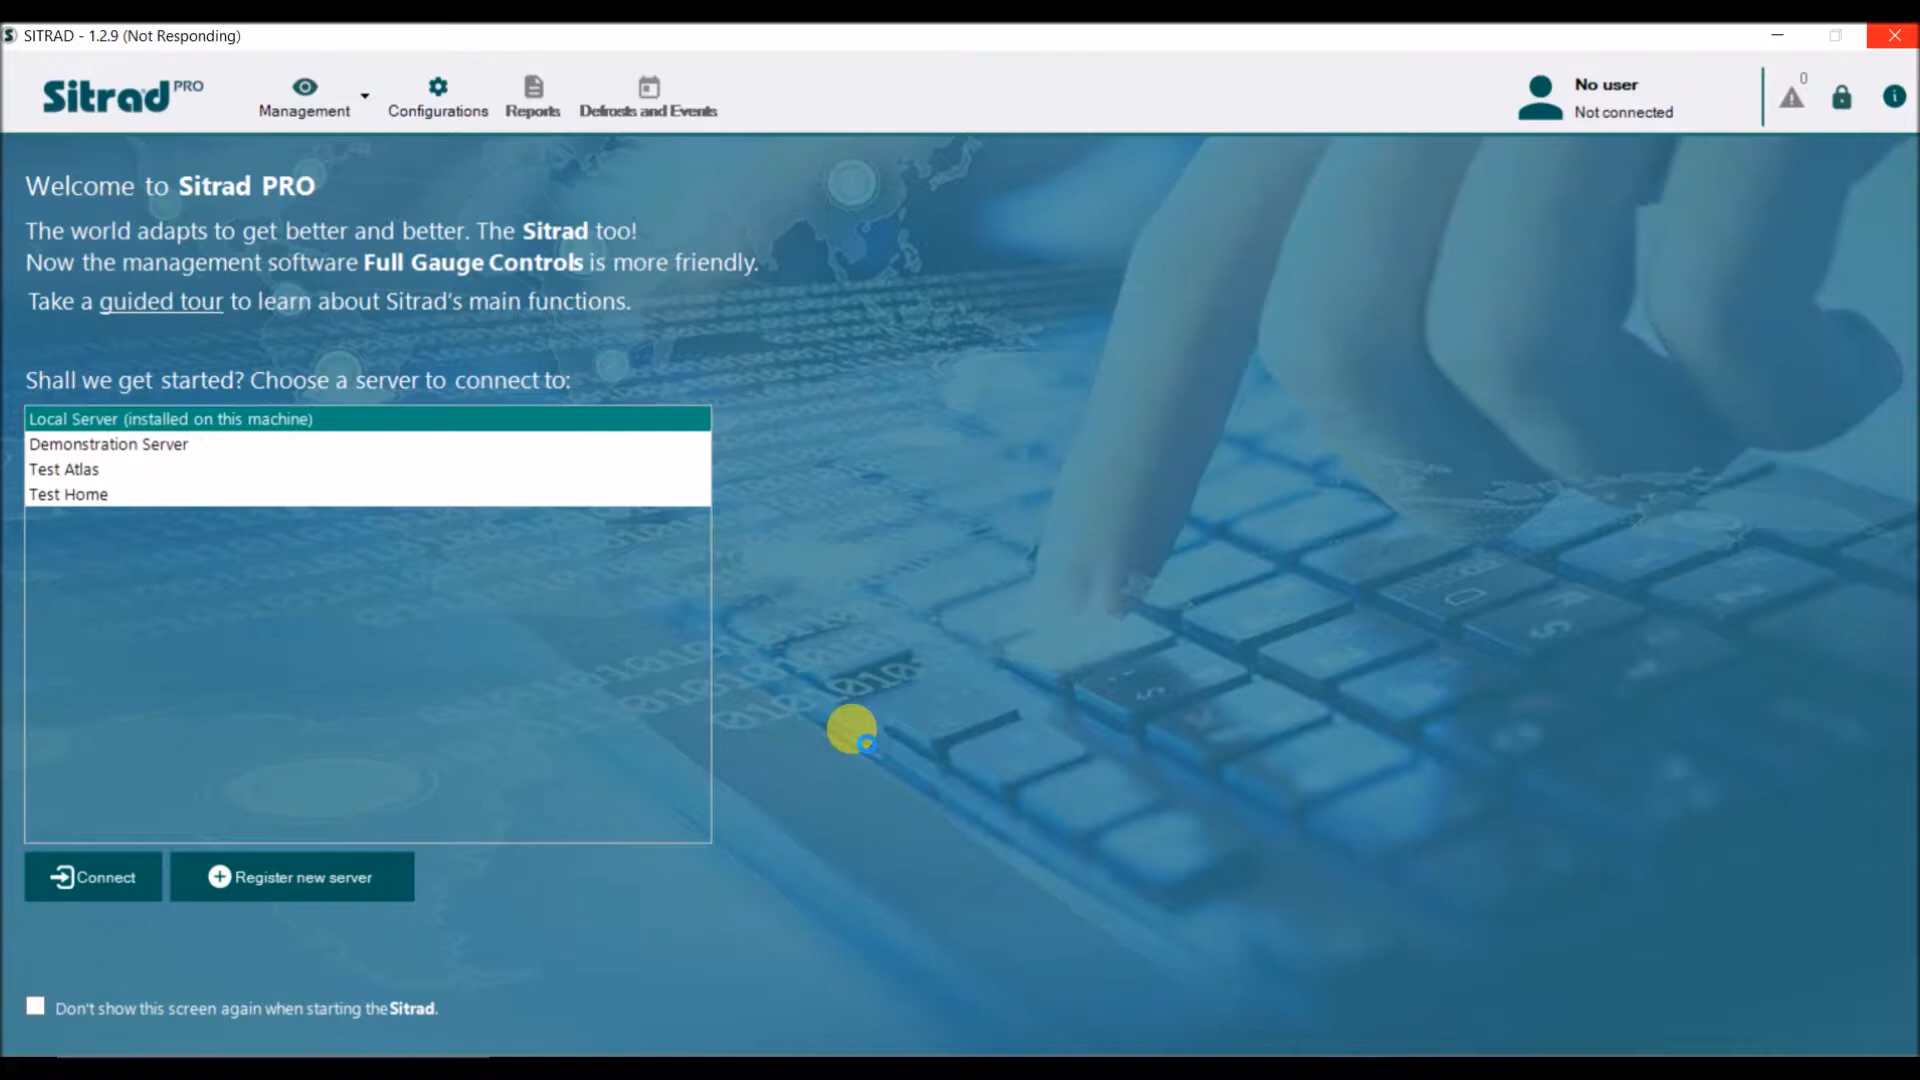 SITRAD - 1.2.9 (Not Responding)
Sitrad PRO
Management
Configurations
Reports
Defrosts and Events
No user
Not connected
0
Welcome to Sitrad PRO
The world adapts to get better and better. The Sitrad too!
Now the management software Full Gauge Controls is more friendly.
Take a guided tour to learn about Sitrad's main functions.
Shall we get started? Choose a server to connect to:
Local Server (installed on this machine)
Demonstration Server
Test Atlas
Test Home
Connect
Register new server
Don't show this screen again when starting the Sitrad.